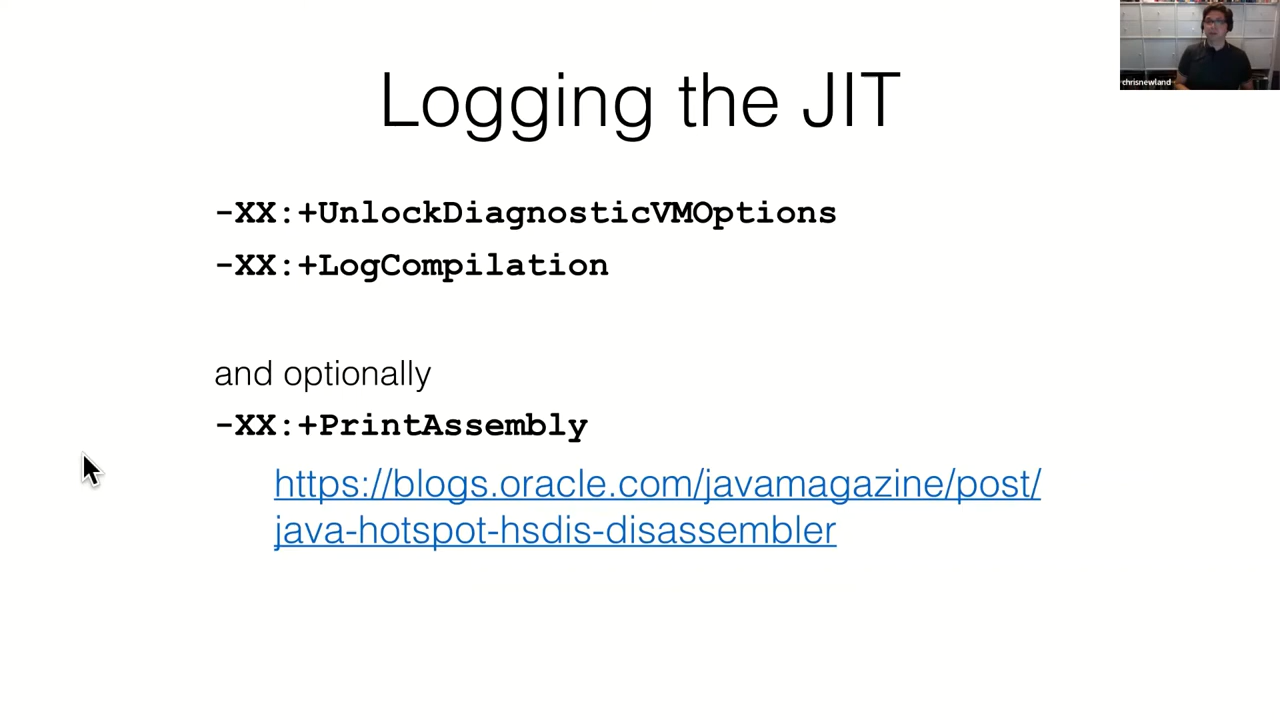 Logging the JIT
chrisnewland
-XX:+UnlockDiagnosticVMOptions
-XX:+LogCompilation
and optionally
-XX:+PrintAssembly
https://blogs.oracle.com/javamagazine/post/
java-hotspot-hsdis-disassembler